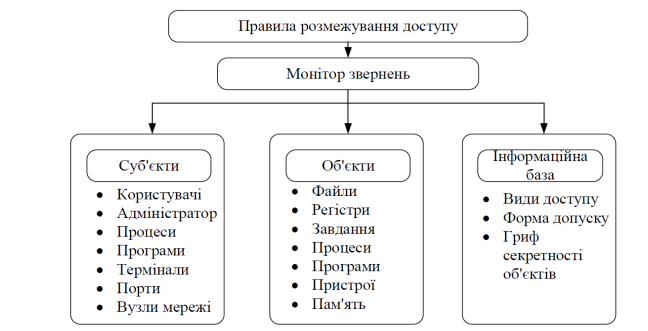 Правила розмежування доступу
Монітор звернень
Суб'єкти
• Користувачі
• Адміністратор
• Процеси
• Програми
• Термінали
• Порти
• Вузли мережі
Об'єкти
• Файли
• Регістри
• Завдання
• Процеси
• Програми
• Пристрої
• Пам'ять
Інформаційна
база
• Види доступу
• Форма допуску
• Гриф
секретності
об'єктів